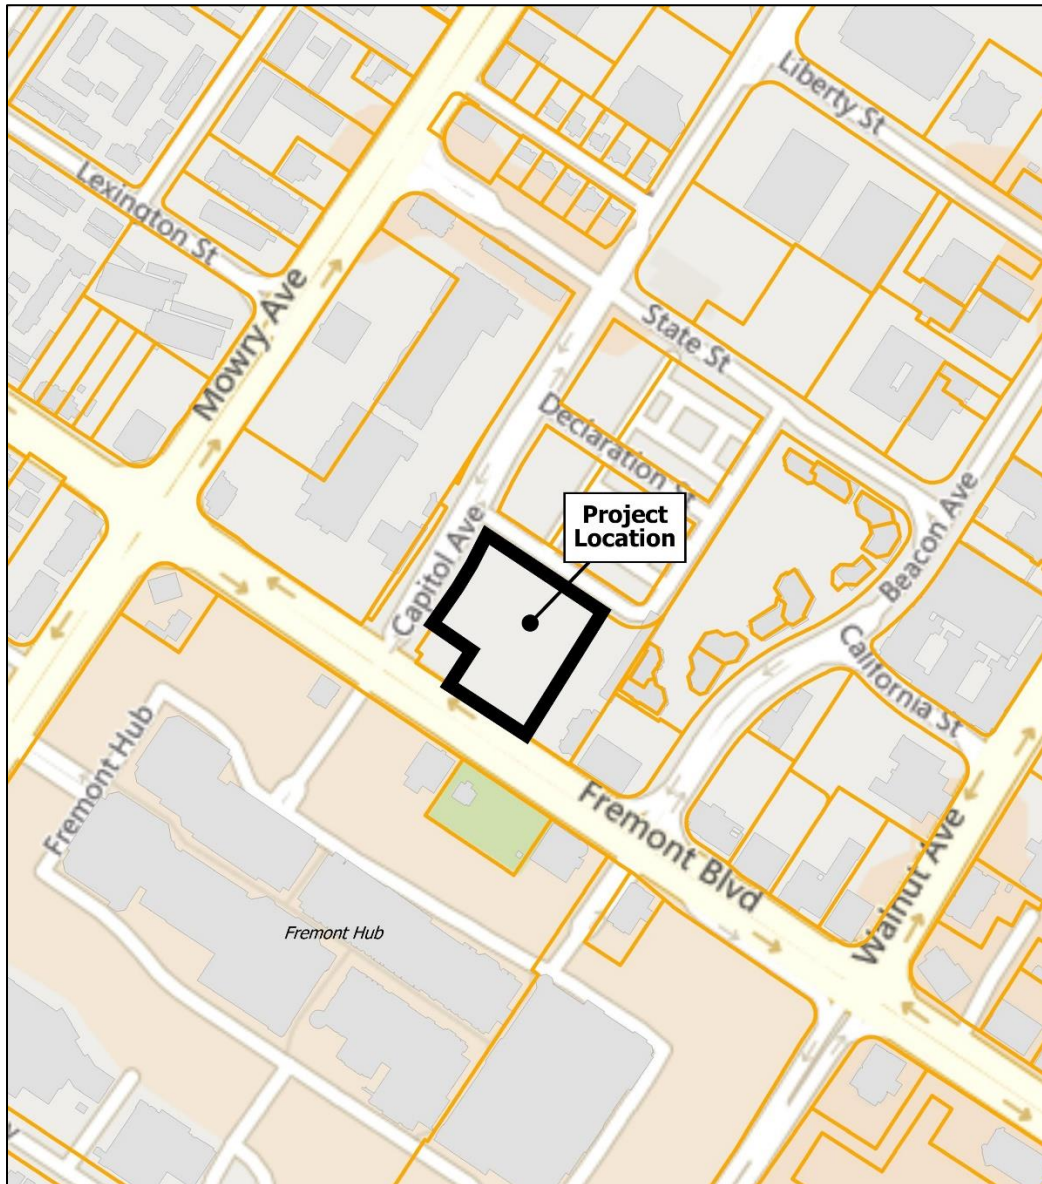 Liberty St
Lexington St
Mowry Ave
State St
Declaration St
Project
Location
Beacon Ave
Capitol Ave
California St
Fremont Hub
Fremont Blvd
Walnut Ave
Fremont Hub